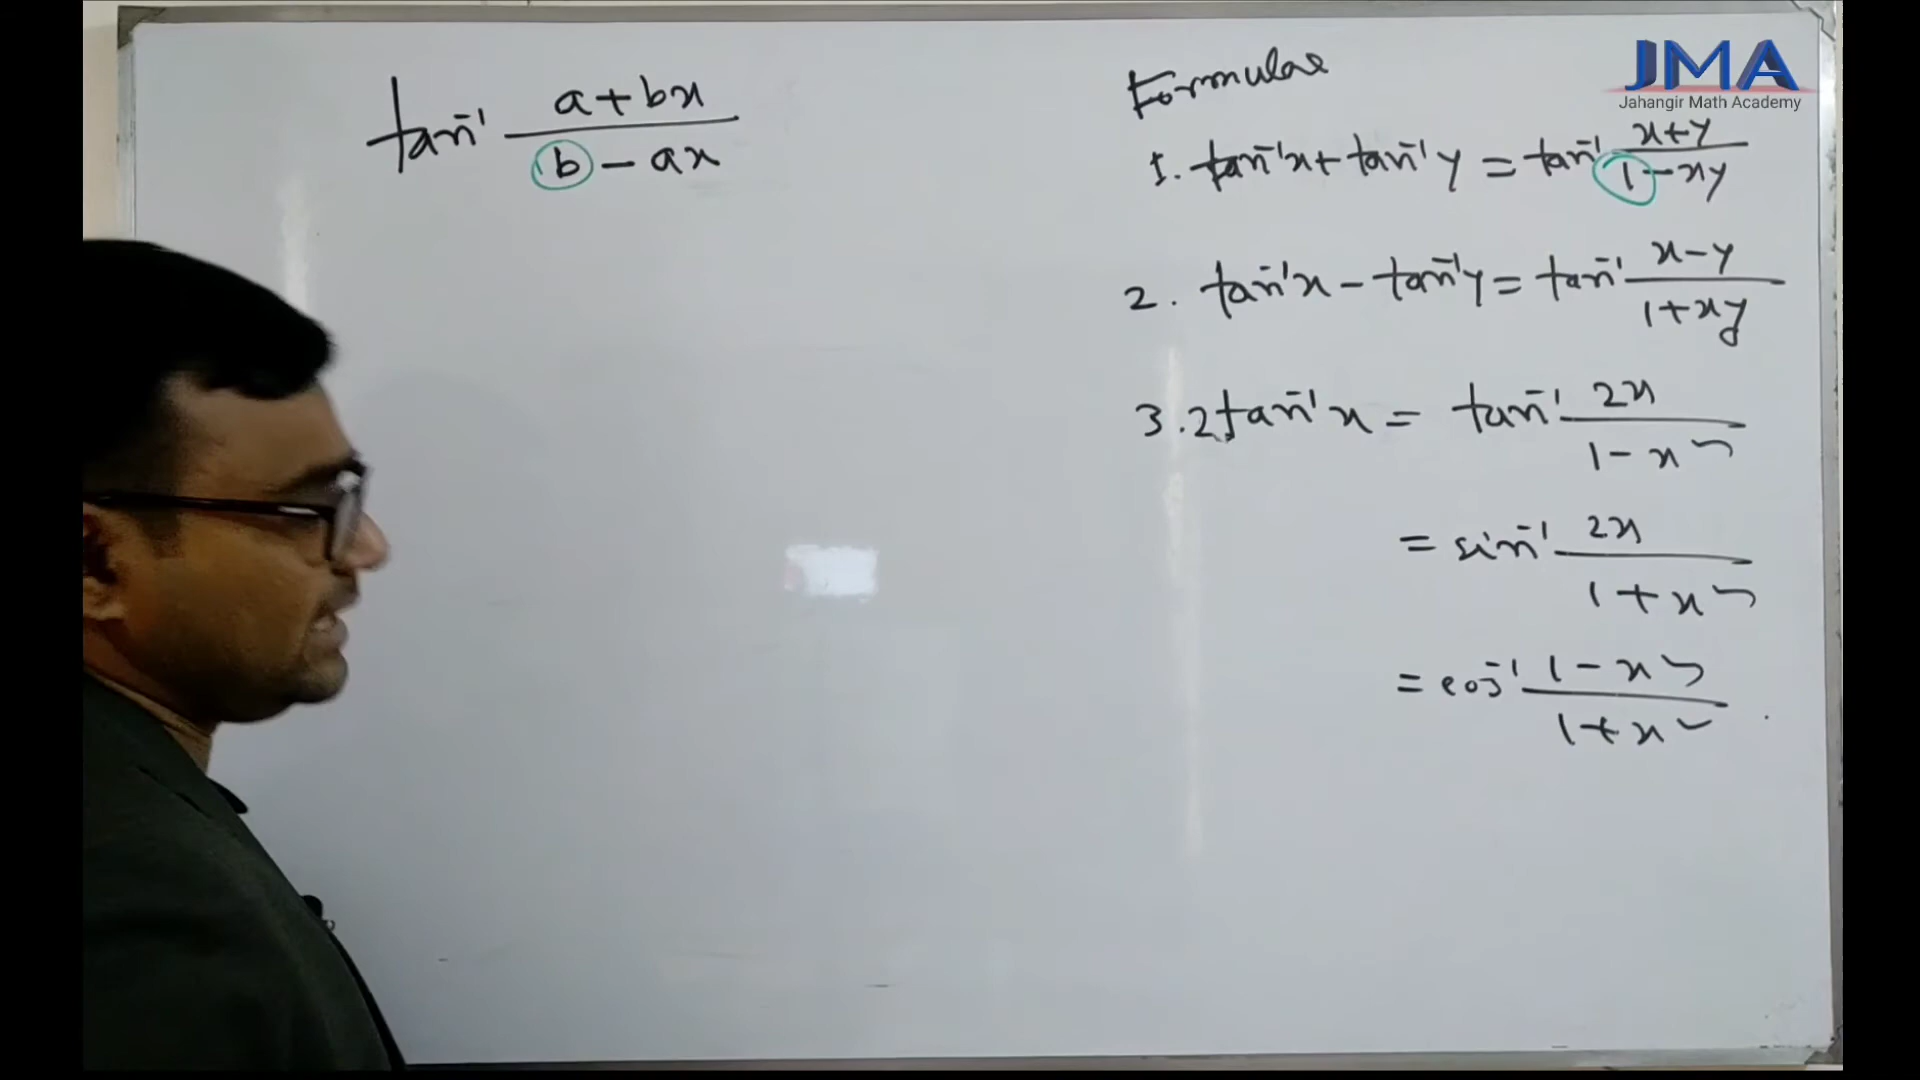 tan⁻¹ (a+bx)/(b-ax)
Formulae
1. tan⁻¹x + tan⁻¹y = tan⁻¹ (x+y)/(1-xy)
2. tan⁻¹x - tan⁻¹y = tan⁻¹ (x-y)/(1+xy)
3. 2tan⁻¹x = tan⁻¹ 2x/(1-x²)
= sin⁻¹ 2x/(1+x²)
= cos⁻¹ (1-x²)/(1+x²)
JMA
Jahangir Math Academy